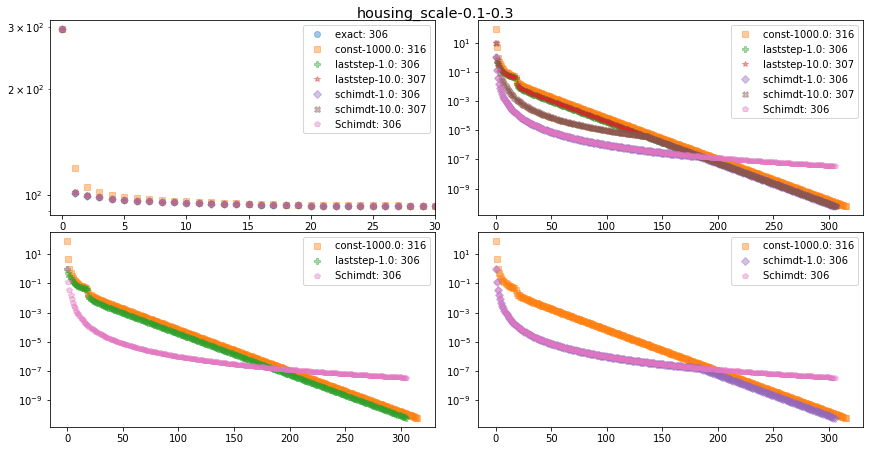 housing_scale-0.1-0.3
3 × 10²
2 × 10²
10²
0 5 10 15 20 25 30
exact: 306
const-1000.0: 316
laststep-1.0: 306
laststep-10.0: 307
schimdt-1.0: 306
schimdt-10.0: 307
Schimdt: 306
10¹
10⁻¹
10⁻³
10⁻⁵
10⁻⁷
10⁻⁹
0 50 100 150 200 250 300
const-1000.0: 316
laststep-1.0: 306
laststep-10.0: 307
schimdt-1.0: 306
schimdt-10.0: 307
Schimdt: 306
10¹
10⁻¹
10⁻³
10⁻⁵
10⁻⁷
10⁻⁹
0 50 100 150 200 250 300
const-1000.0: 316
laststep-1.0: 306
Schimdt: 306
10¹
10⁻¹
10⁻³
10⁻⁵
10⁻⁷
10⁻⁹
0 50 100 150 200 250 300
const-1000.0: 316
schimdt-1.0: 306
Schimdt: 306